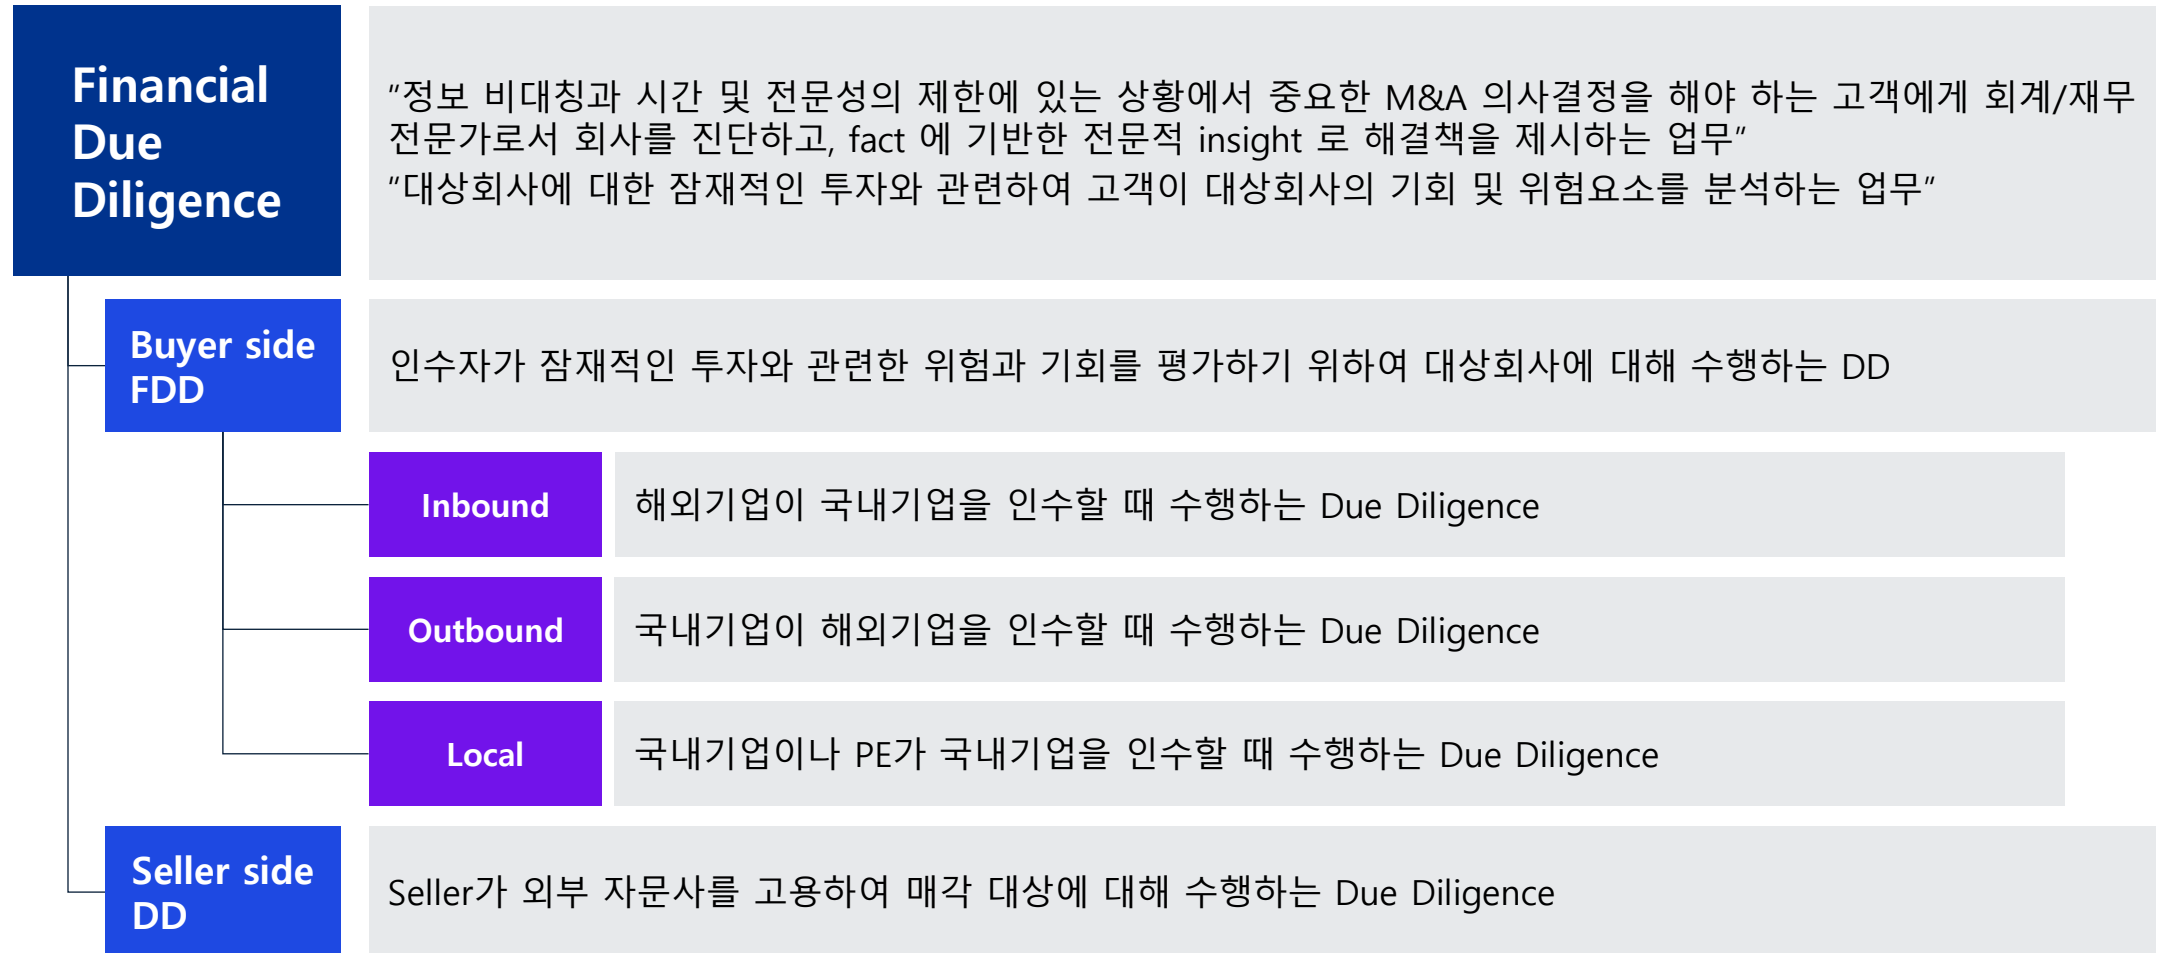 Financial
Due
Diligence
"정보 비대칭과 시간 및 전문성의 제한에 있는 상황에서 중요한 M&A 의사결정을 해야 하는 고객에게 회계/재무
전문가로서 회사를 진단하고, fact 에 기반한 전문적 insight 로 해결책을 제시하는 업무"
"대상회사에 대한 잠재적인 투자와 관련하여 고객이 대상회사의 기회 및 위험요소를 분석하는 업무"
Buyer side
FDD
인수자가 잠재적인 투자와 관련한 위험과 기회를 평가하기 위하여 대상회사에 대해 수행하는 DD
Inbound
해외기업이 국내기업을 인수할 때 수행하는 Due Diligence
Outbound
국내기업이 해외기업을 인수할 때 수행하는 Due Diligence
Local
국내기업이나 PE가 국내기업을 인수할 때 수행하는 Due Diligence
Seller side
DD
Seller가 외부 자문사를 고용하여 매각 대상에 대해 수행하는 Due Diligence